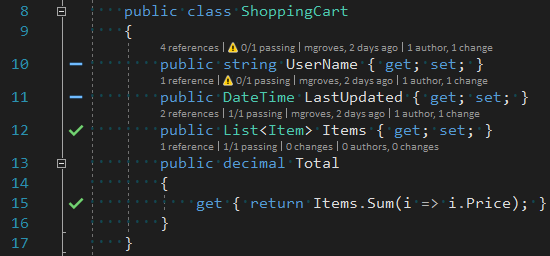 8 public class ShoppingCart
9 {
4 references | 0/1 passing | mgroves, 2 days ago | 1 author, 1 change
10 public string UserName { get; set; }
1 reference | 0/1 passing | mgroves, 2 days ago | 1 author, 1 change
11 public DateTime LastUpdated { get; set; }
2 references | 1/1 passing | mgroves, 2 days ago | 1 author, 1 change
12 public List<Item> Items { get; set; }
1 reference | 1/1 passing | 0 changes | 0 authors, 0 changes
13 public decimal Total
14 {
15 get { return Items.Sum(i => i.Price); }
16 }
17 }